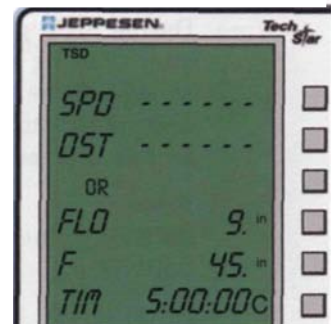 JEPPESEN. Tech Star
TSD
SPD ------
DST ------
OR
FLO 9. in
F 45. in
TIM 5:00:00C